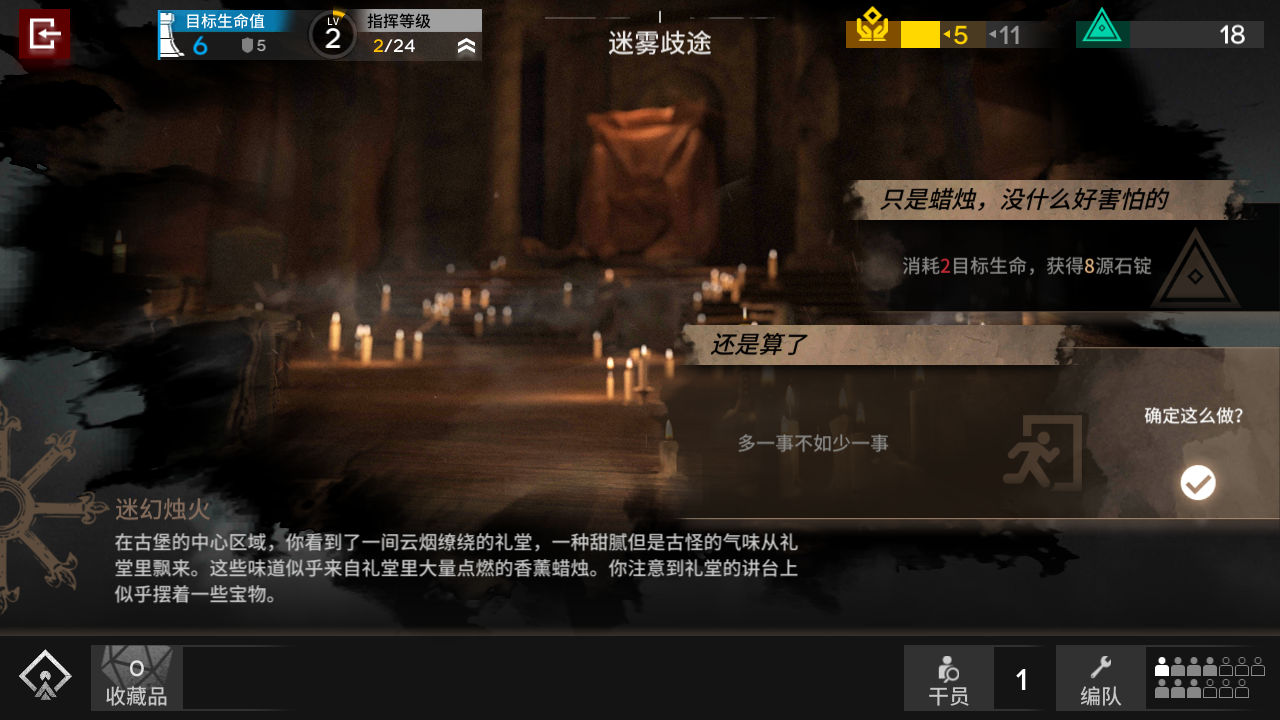 目标生命值
6
5
LV
2
指挥等级
2/24
迷雾歧途
5
11
18
只是蜡烛，没什么好害怕的
消耗2目标生命，获得8源石锭
还是算了
多一事不如少一事
确定这么做?
迷幻烛火
在古堡的中心区域，你看到了一间云烟缭绕的礼堂，一种甜腻但是古怪的气味从礼
堂里飘来。这些味道似乎来自礼堂里大量点燃的香薰蜡烛。你注意到礼堂的讲台上
似乎摆着一些宝物。
0
收藏品
干员
1
编队